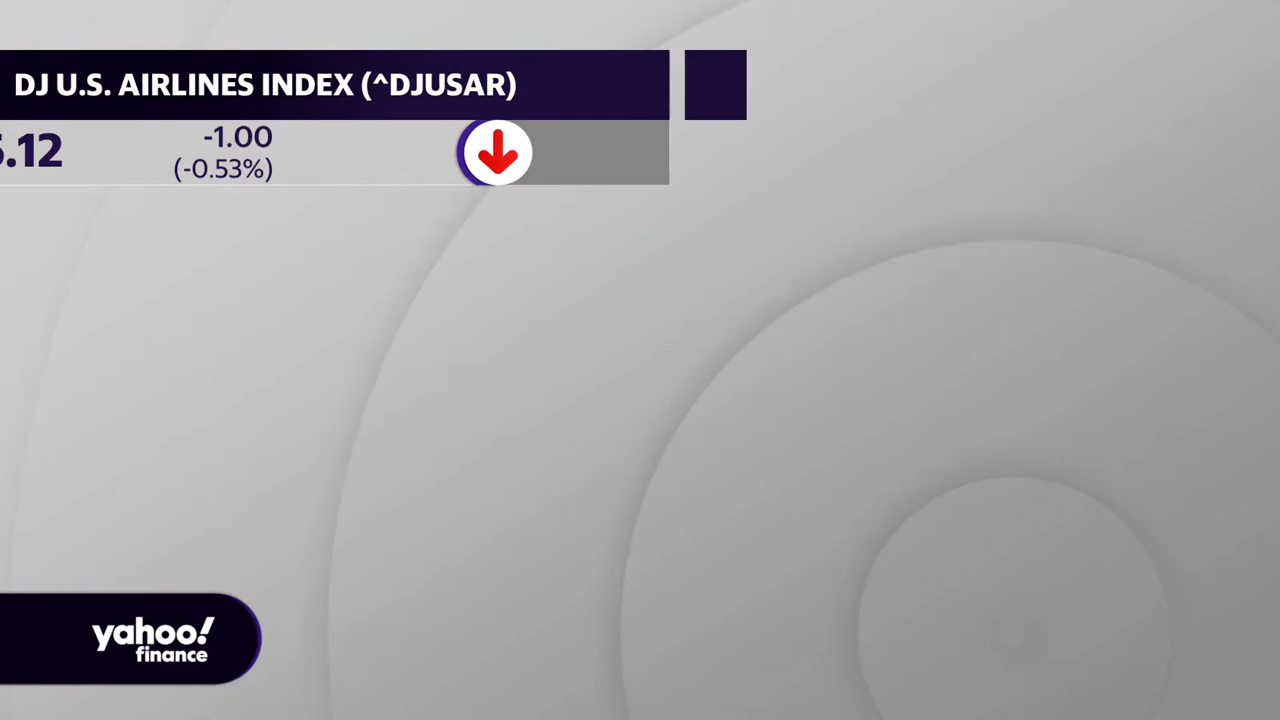 DJ U.S. AIRLINES INDEX (^DJUSAR)
.12
-1.00
(-0.53%)
yahoo!
finance